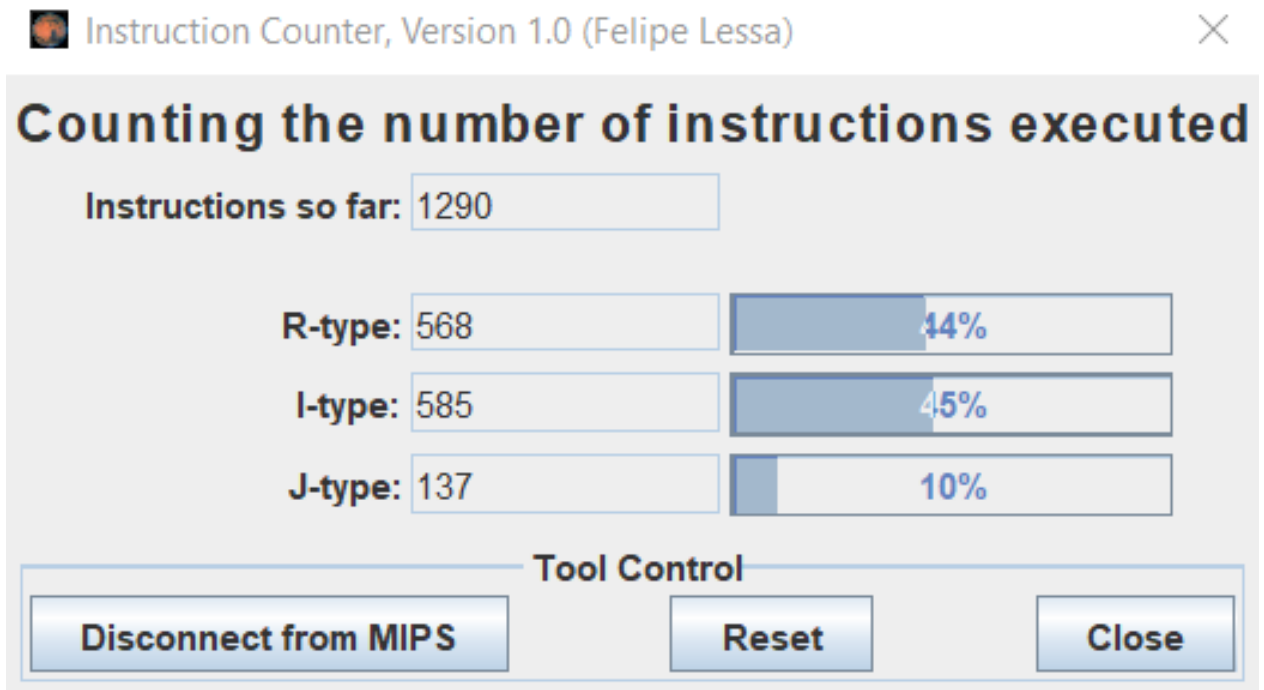 Instruction Counter, Version 1.0 (Felipe Lessa)
Counting the number of instructions executed
Instructions so far: 1290
R-type: 568 44%
I-type: 585 45%
J-type: 137 10%
Tool Control
Disconnect from MIPS Reset Close